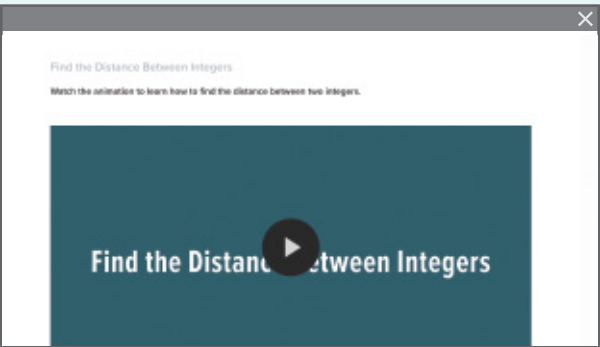 Find the Distance Between Integers
Watch the animation to learn how to find the distance between two integers.
Find the Distanc etween Integers